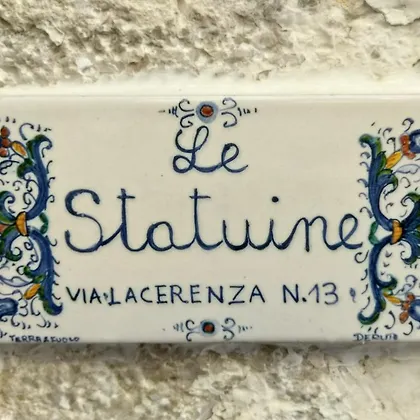 Le
Statuine
VIA LACERENZA N.13